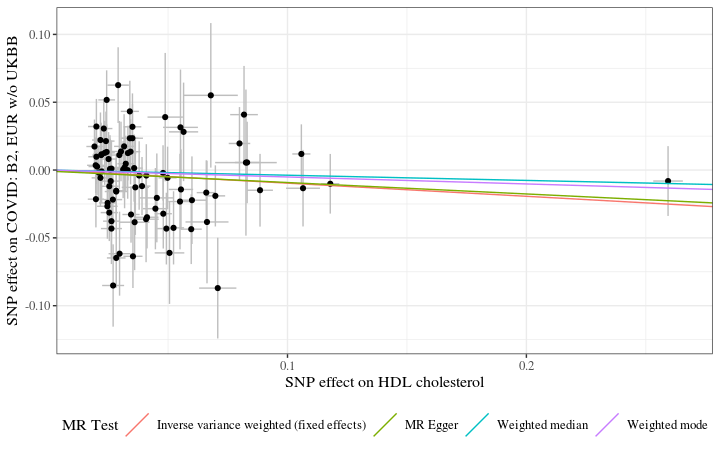 SNP effect on COVID: B2, EUR w/o UKBB
0.10
0.05
0.00
-0.05
-0.10
0.1
0.2
SNP effect on HDL cholesterol
MR Test
Inverse variance weighted (fixed effects)
MR Egger
Weighted median
Weighted mode